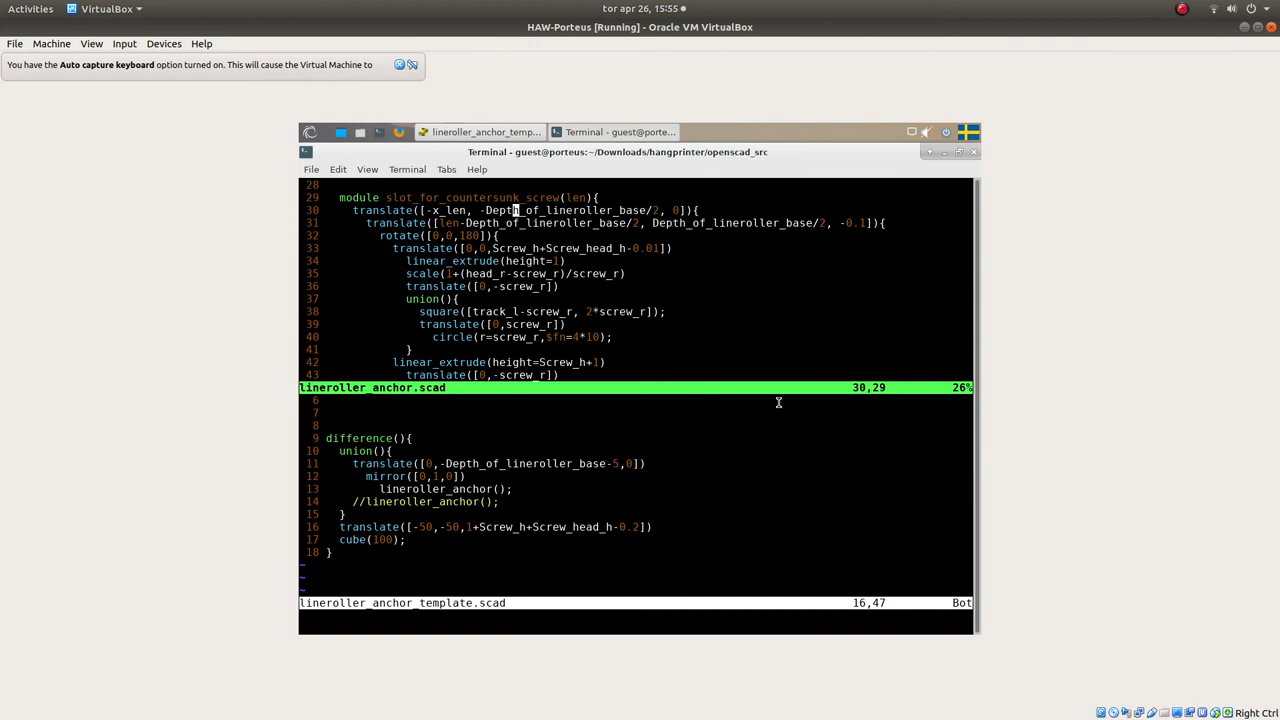 Activities VirtualBox tor apr 26, 15:55
HAW-Porteus [Running] - Oracle VM VirtualBox
File Machine View Input Devices Help
You have the Auto capture keyboard option turned on. This will cause the Virtual Machine to
lineroller_anchor_temp... Terminal - guest@porte...
Terminal - guest@porteus:~/Downloads/hangprinter/openscad_src
File Edit View Terminal Tabs Help
28
29 module slot_for_countersunk_screw(len){
30 translate([-x_len, -Depth_of_lineroller_base/2, 0]){
31 translate([len-Depth_of_lineroller_base/2, Depth_of_lineroller_base/2, -0.1]){
32 rotate([0,0,180]){
33 translate([0,0,Screw_h+Screw_head_h-0.01])
34 linear_extrude(height=1)
35 scale(1+(head_r-screw_r)/screw_r)
36 translate([0,-screw_r])
37 union(){
38 square([track_l-screw_r, 2*screw_r]);
39 translate([0,screw_r])
40 circle(r=screw_r,$fn=4*10);
41 }
42 linear_extrude(height=Screw_h+1)
43 translate([0,-screw_r])
lineroller_anchor.scad 30,29 26%
6
7
8
9 difference(){
10 union(){
11 translate([0,-Depth_of_lineroller_base-5,0])
12 mirror([0,1,0])
13 lineroller_anchor();
14 //lineroller_anchor();
15 }
16 translate([-50,-50,1+Screw_h+Screw_head_h-0.2])
17 cube(100);
18 }
~
~
~
lineroller_anchor_template.scad 16,47 Bot
Right Ctrl